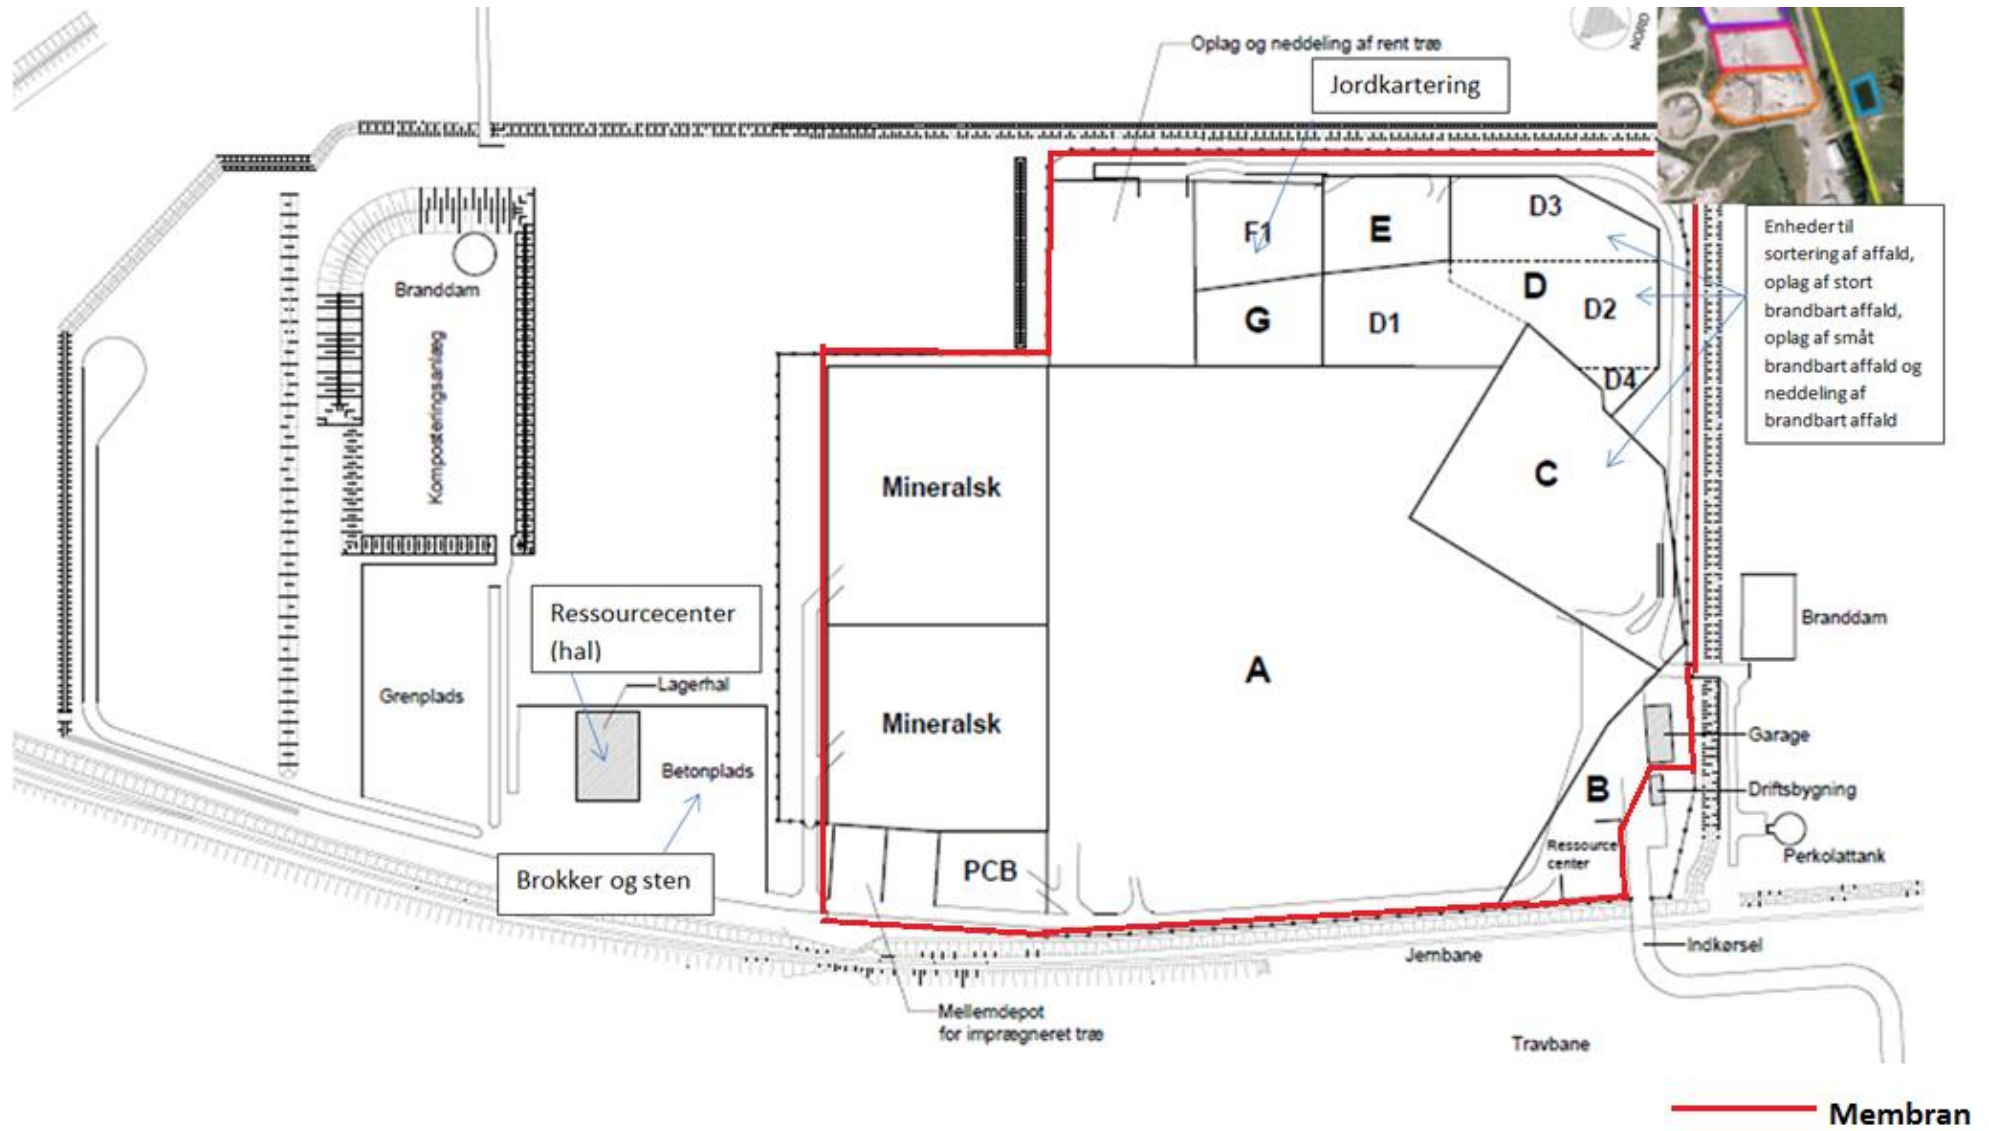 Oplag og neddeling af rent træ
NORD
Jordkartering
Enheder til
sortering af affald,
oplag af stort
brandbart affald,
oplag af småt
brandbart affald og
neddeling af
brandbart affald
F1
E
D3
D
D2
G
D1
D4
C
Branddam
Komposteringsanlæg
Mineralsk
Ressourcecenter
(hal)
Lagerhal
Grenplads
Betonplads
Brokker og sten
Mineralsk
A
PCB
B
Ressource
center
Branddam
Garage
Driftsbygning
Perkolattank
Indkørsel
Jernbane
Mellemdepot
for imprægneret træ
Travbane
Membran